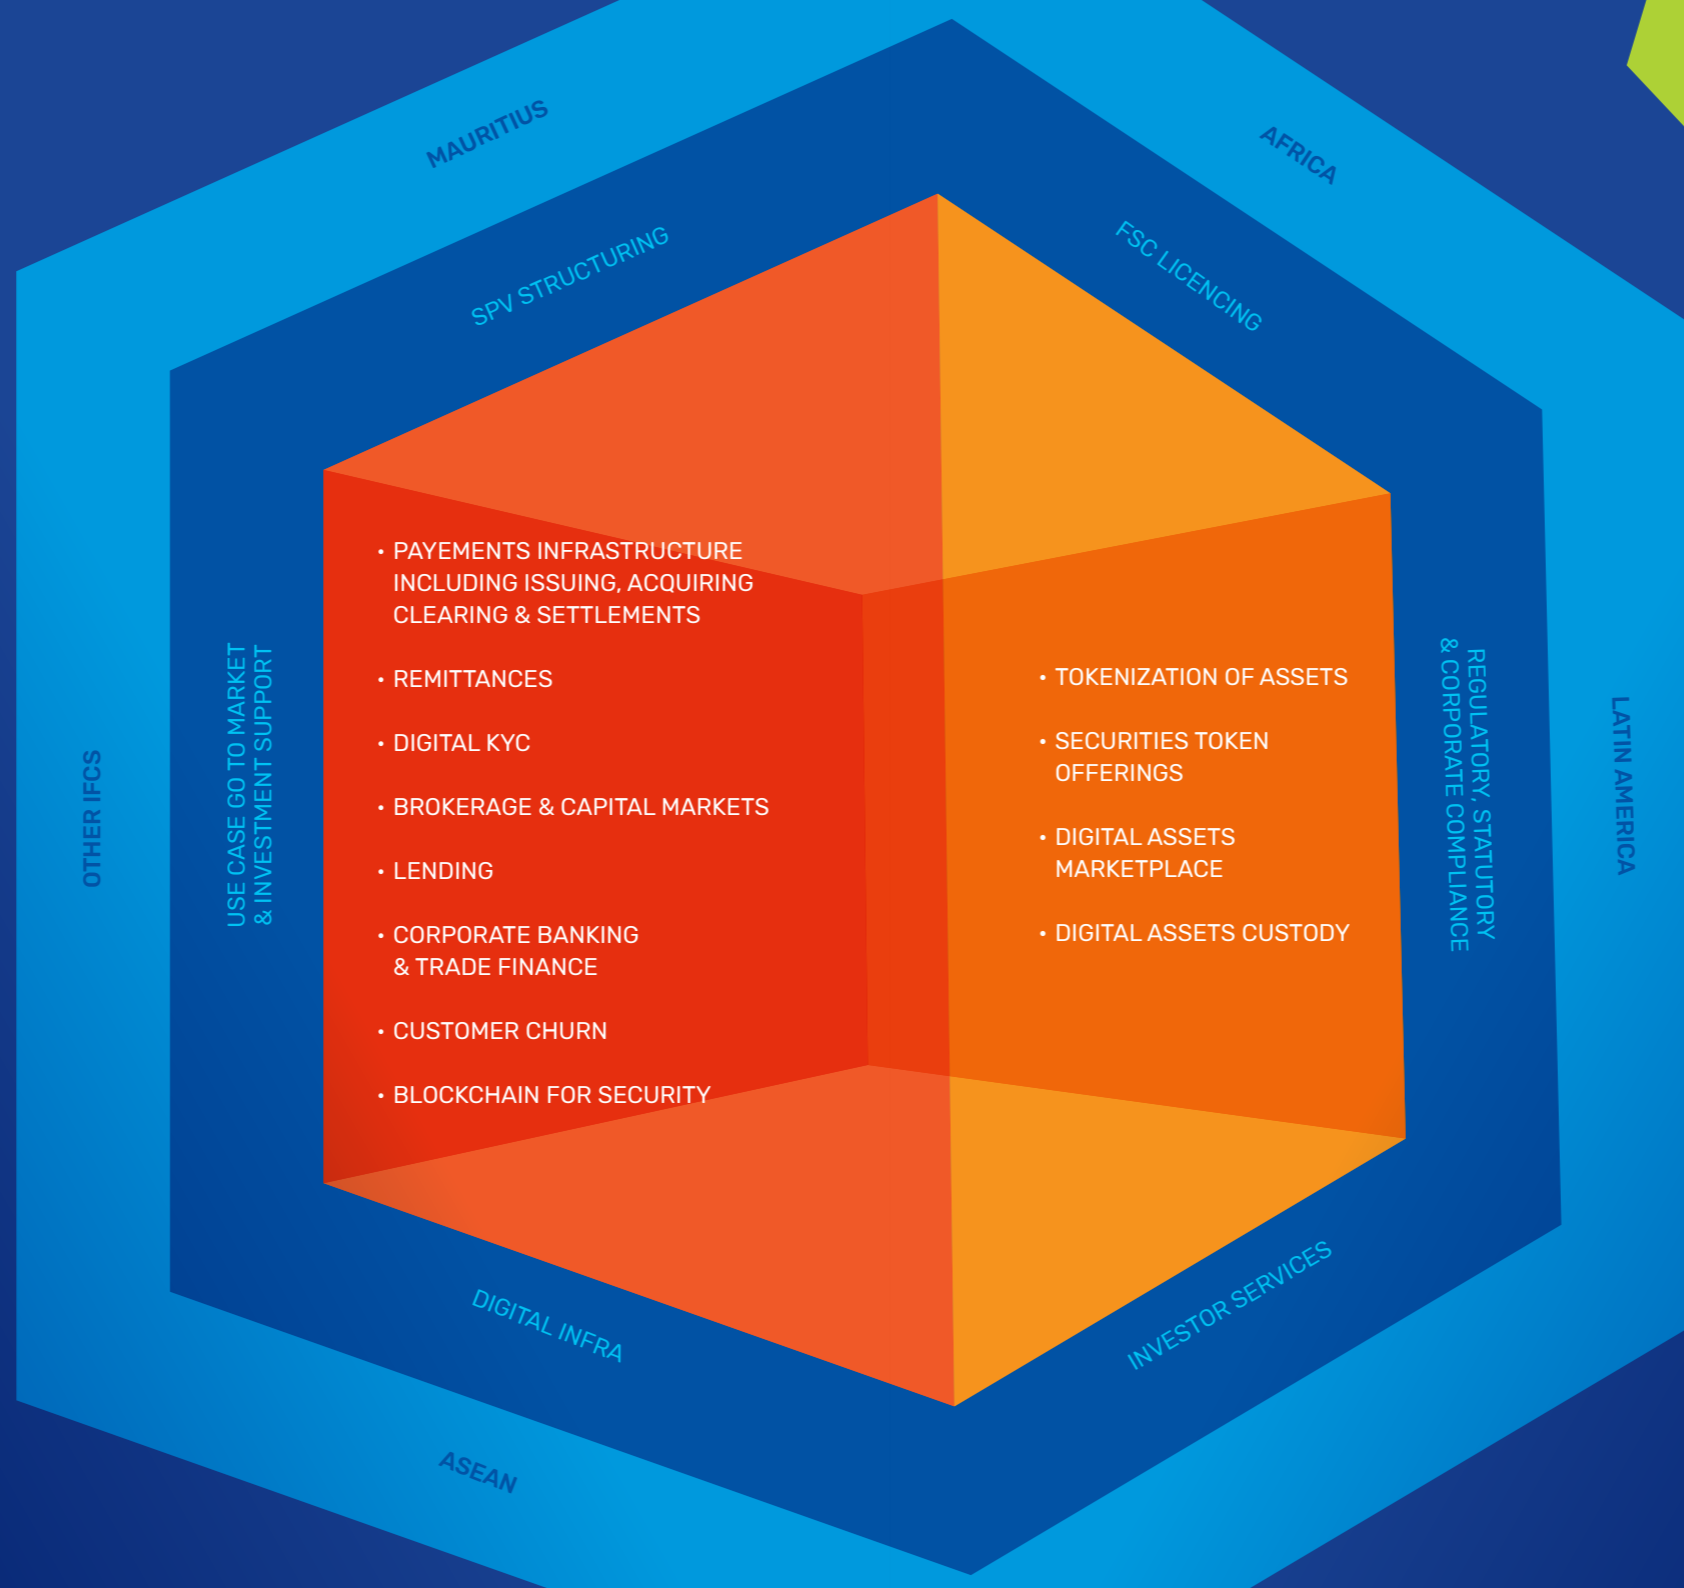 MAURITIUS
AFRICA
SPV STRUCTURING
FSC LICENCING
• PAYEMENTS INFRASTRUCTURE
INCLUDING ISSUING, ACQUIRING
CLEARING & SETTLEMENTS
• REMITTANCES
• DIGITAL KYC
• BROKERAGE & CAPITAL MARKETS
• LENDING
• CORPORATE BANKING
& TRADE FINANCE
• CUSTOMER CHURN
• BLOCKCHAIN FOR SECURITY
• TOKENIZATION OF ASSETS
• SECURITIES TOKEN
OFFERINGS
• DIGITAL ASSETS
MARKETPLACE
• DIGITAL ASSETS CUSTODY
OTHER IFCS
USE CASE GO TO MARKET
& INVESTMENT SUPPORT
REGULATORY, STATUTORY
& CORPORATE COMPLIANCE
LATIN AMERICA
DIGITAL INFRA
INVESTOR SERVICES
ASEAN